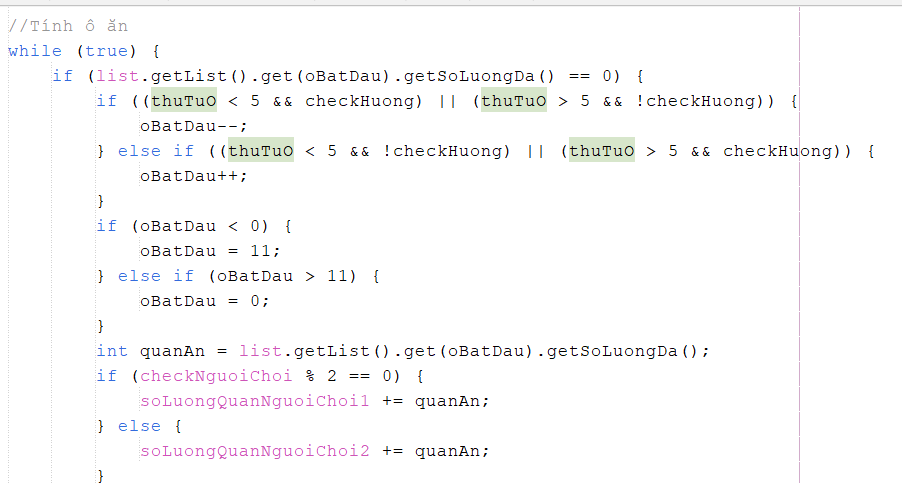 //Tính ô ăn
while (true) {
if (list.getList().get(oBatDau).getSoLuongDa() == 0) {
if ((thuTuO < 5 && checkHuong) || (thuTuO > 5 && !checkHuong)) {
oBatDau--;
} else if ((thuTuO < 5 && !checkHuong) || (thuTuO > 5 && checkHuong)) {
oBatDau++;
}
if (oBatDau < 0) {
oBatDau = 11;
} else if (oBatDau > 11) {
oBatDau = 0;
}
int quanAn = list.getList().get(oBatDau).getSoLuongDa();
if (checkNguoiChoi % 2 == 0) {
soLuongQuanNguoiChoi1 += quanAn;
} else {
soLuongQuanNguoiChoi2 += quanAn;
}